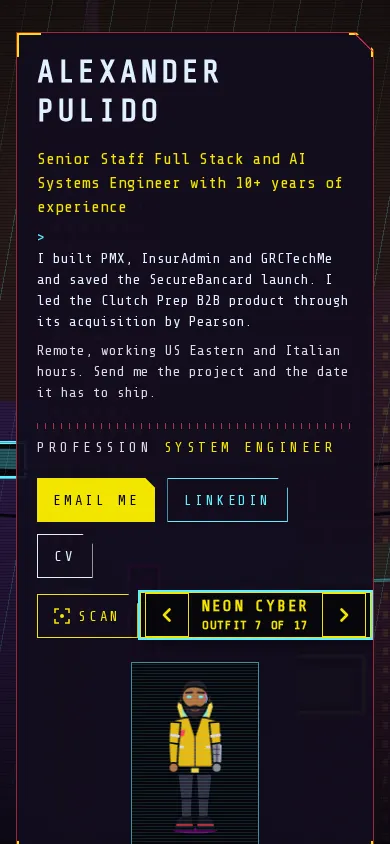 ALEXANDER
PULIDO
Senior Staff Full Stack and AI
Systems Engineer with 10+ years of
experience
>
I built PMX, InsurAdmin and GRCTechMe
and saved the SecureBancard launch. I
led the Clutch Prep B2B product through
its acquisition by Pearson.
Remote, working US Eastern and Italian
hours. Send me the project and the date
it has to ship.
PROFESSION SYSTEM ENGINEER
EMAIL ME LINKEDIN
CV
SCAN
NEON CYBER
OUTFIT 7 OF 17